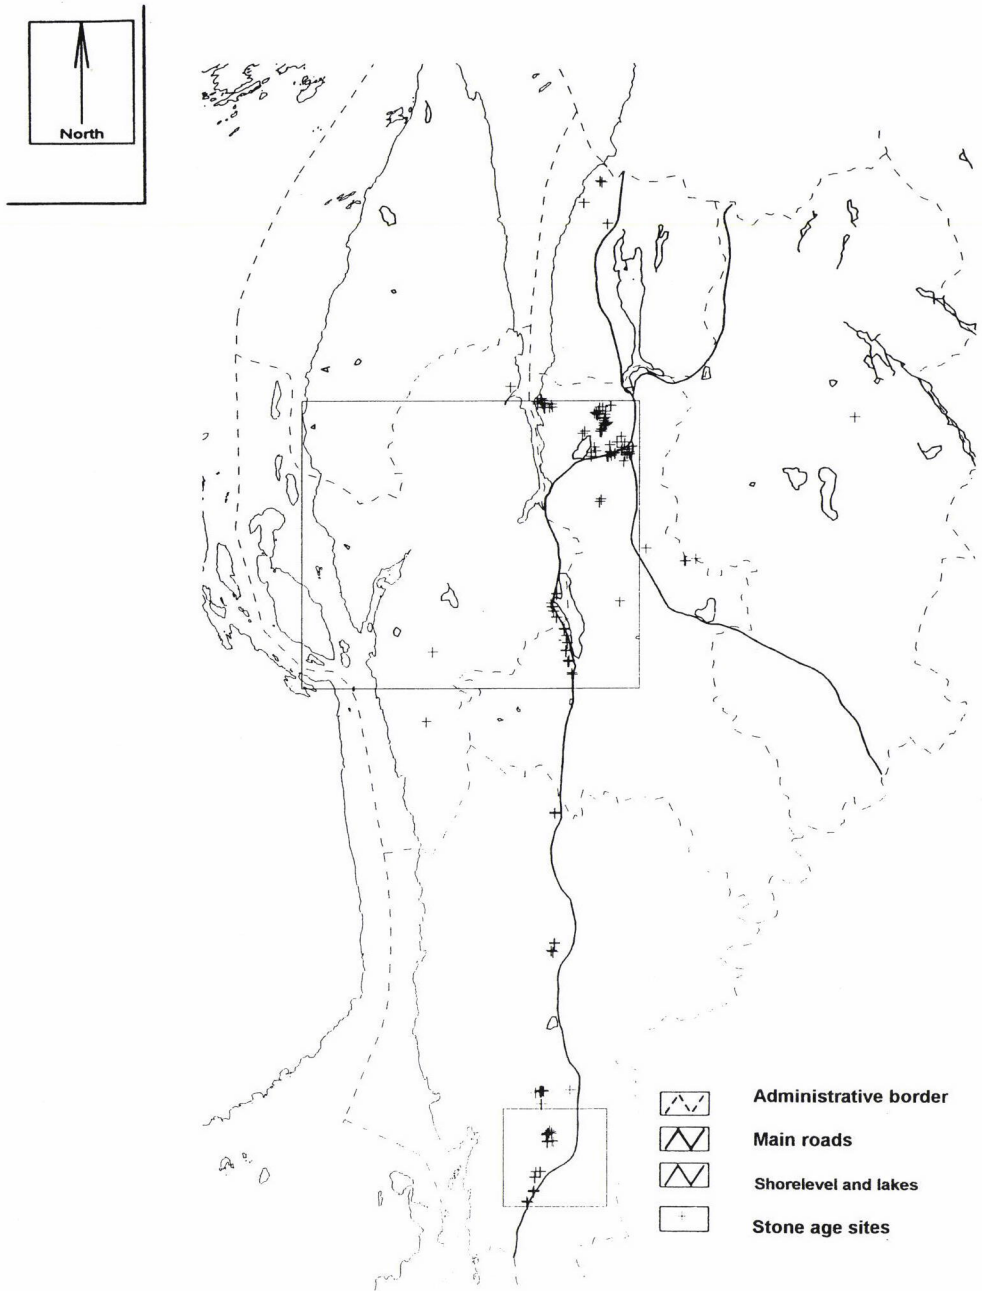 North
Administrative border
Main roads
Shorelevel and lakes
Stone age sites